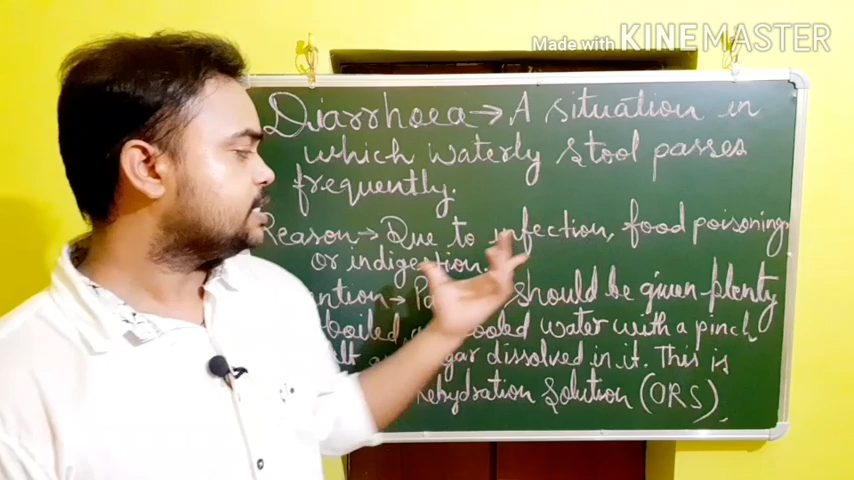 Made with KINEMASTER
Diarrhoea → A situation in
which waterly stool passes
frequently.
Reason → Due to infection, food poisoning
or indigestion.
→ should be given plenty
boiled cooled water with a pinch
dissolved in it. This is
Rehydration Solution (ORS).